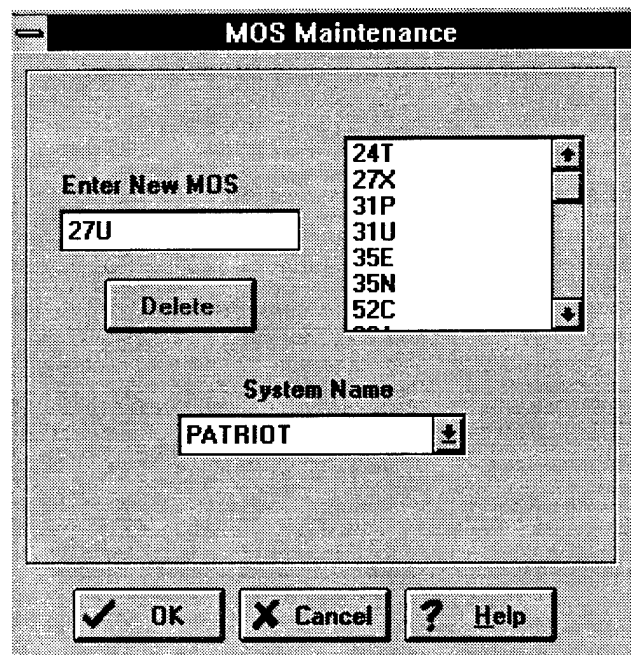 MOS Maintenance
Enter New MOS
27U
Delete
24T
27X
31P
31U
35E
35N
52C
System Name
PATRIOT
OK
Cancel
? Help